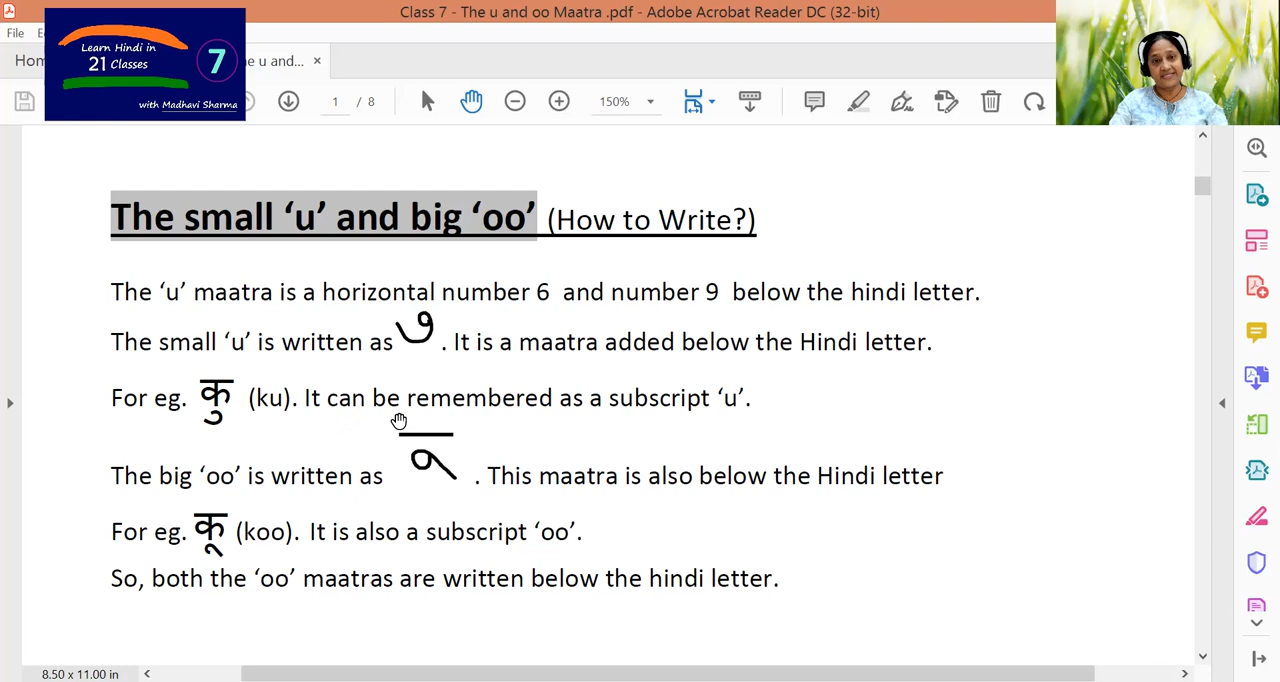 Class 7 - The u and oo Maatra .pdf - Adobe Acrobat Reader DC (32-bit)
File
Learn Hindi in
21 Classes
7
with Madhavi Sharma
e u and...
1 / 8
150%
The small ‘u’ and big ‘oo’ (How to Write?)
The ‘u’ maatra is a horizontal number 6 and number 9 below the hindi letter.
The small ‘u’ is written as ु . It is a maatra added below the Hindi letter.
For eg. कु (ku). It can be remembered as a subscript ‘u’.
The big ‘oo’ is written as ू . This maatra is also below the Hindi letter
For eg. कू (koo). It is also a subscript ‘oo’.
So, both the ‘oo’ maatras are written below the hindi letter.
8.50 x 11.00 in